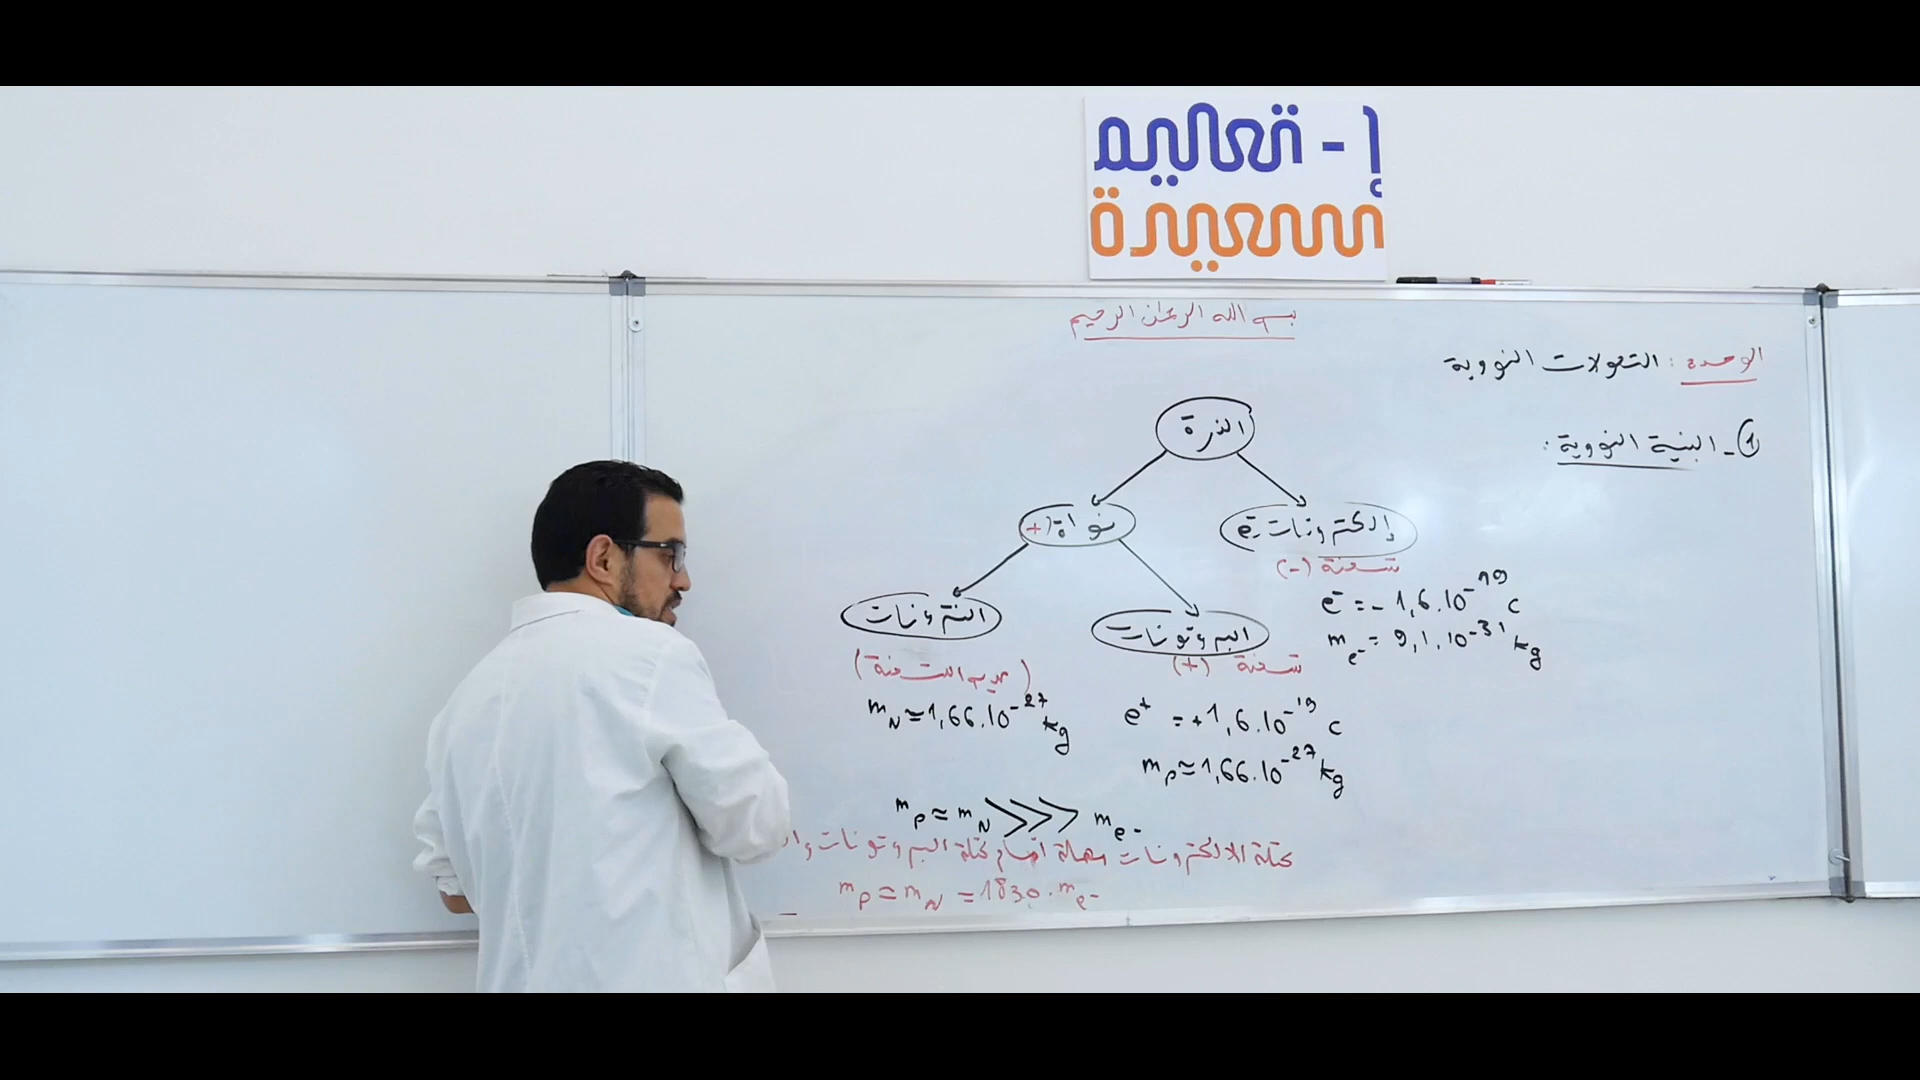 إ - تعاليم
سعيدة
بسم الله الرحمان الرحيم
الوحدة : التحولات النووية
1 - البنية النووية :
الذرة
نواة (+)
إلكترونات e-
شحنة (-)
e- = - 1,6.10-19 C
me- = 9,1.10-31 kg
النترونات
البروتونات
(عديم الشحنة)
شحنة (+)
mN ≈ 1,66.10-27 kg
e+ = +1,6.10-19 C
mp ≈ 1,66.10-27 kg
mp ≈ mN >>> me-
كتلة الالكترونات مهملة امام كتلة البروتونات
mp = mN = 1830.me-